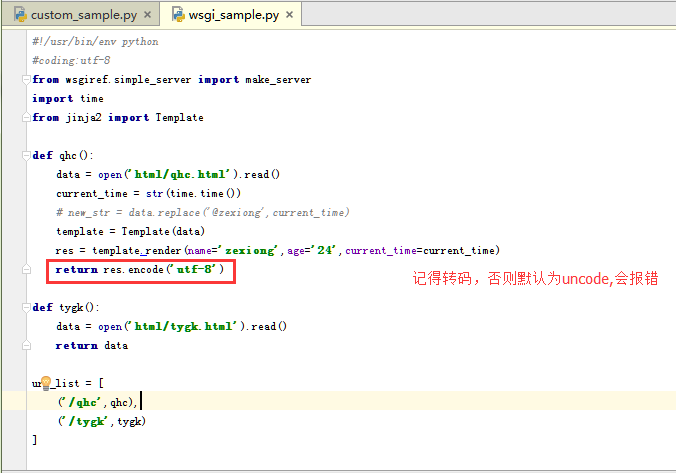 custom_sample.py
wsgi_sample.py
#!/usr/bin/env python
#coding:utf-8
from wsgiref.simple_server import make_server
import time
from jinja2 import Template
def qhc():
data = open('html/qhc.html').read()
current_time = str(time.time())
# new_str = data.replace('@zexiong',current_time)
template = Template(data)
res = template_render(name='zexiong',age='24',current_time=current_time)
return res.encode('utf-8')
记得转码，否则默认为uncode,会报错
def tygk():
data = open('html/tygk.html').read()
return data
ur_list = [
('/qhc',qhc),
('/tygk',tygk)
]